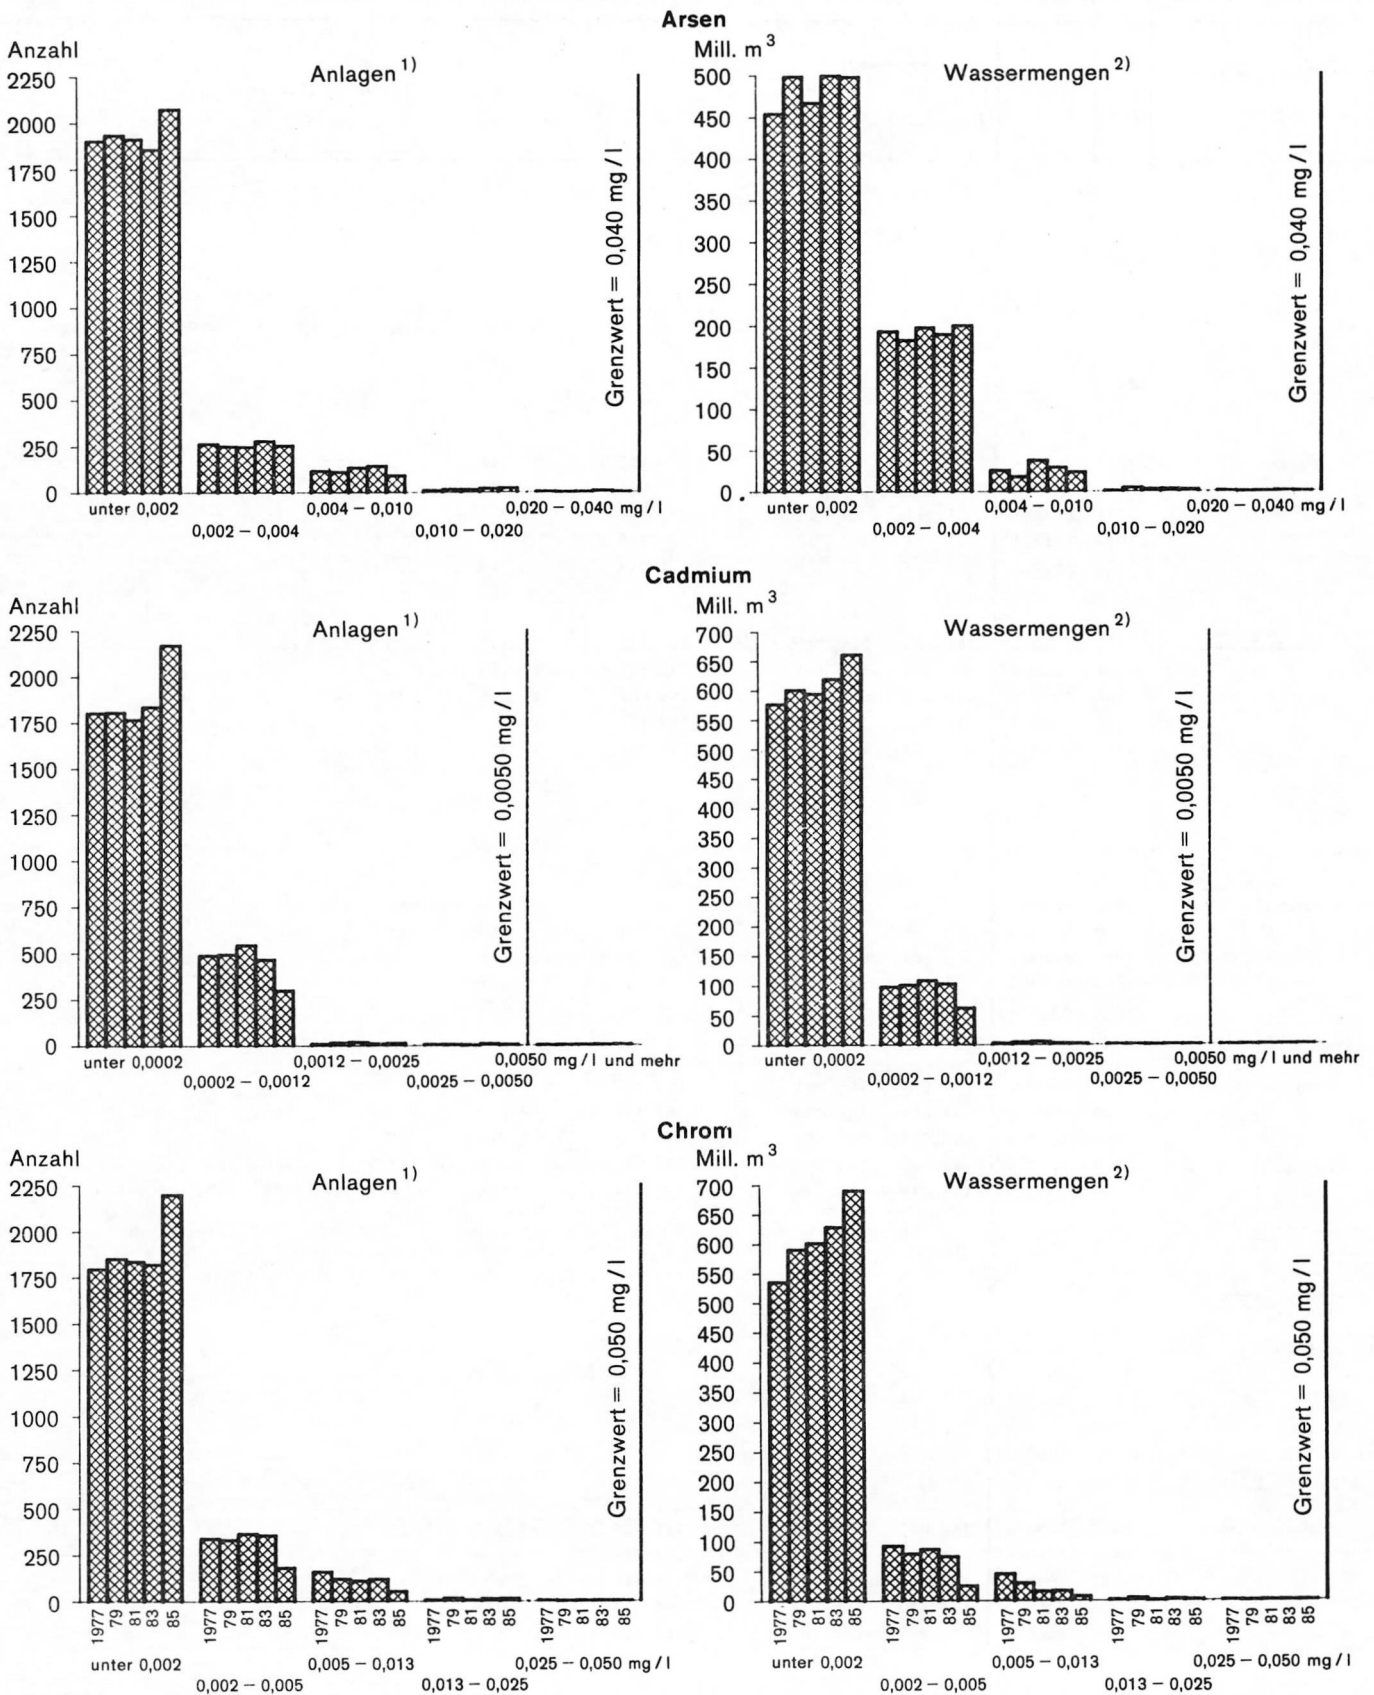 Arsen
Anzahl
Anlagen 1)
2250
2000
1750
1500
1250
1000
750
500
250
0
Grenzwert = 0,040 mg/l
unter 0,002
0,002 – 0,004
0,004 – 0,010
0,010 – 0,020
0,020 – 0,040 mg/l
Mill. m³
Wassermengen 2)
500
450
400
350
300
250
200
150
100
50
0
Grenzwert = 0,040 mg/l
unter 0,002
0,002 – 0,004
0,004 – 0,010
0,010 – 0,020
0,020 – 0,040 mg/l
Cadmium
Anzahl
Anlagen 1)
2250
2000
1750
1500
1250
1000
750
500
250
0
Grenzwert = 0,0050 mg/l
unter 0,0002
0,0002 – 0,0012
0,0012 – 0,0025
0,0025 – 0,0050
0,0050 mg/l und mehr
Mill. m³
Wassermengen 2)
700
650
600
550
500
450
400
350
300
250
200
150
100
50
0
Grenzwert = 0,0050 mg/l
unter 0,0002
0,0002 – 0,0012
0,0012 – 0,0025
0,0025 – 0,0050
0,0050 mg/l und mehr
Chrom
Anzahl
Anlagen 1)
2250
2000
1750
1500
1250
1000
750
500
250
0
Grenzwert = 0,050 mg/l
1977 79 81 83 85
1977 79 81 83 85
1977 79 81 83 85
1977 79 81 83 85
1977 79 81 83 85
unter 0,002
0,002 – 0,005
0,005 – 0,013
0,013 – 0,025
0,025 – 0,050 mg/l
Mill. m³
Wassermengen 2)
700
650
600
550
500
450
400
350
300
250
200
150
100
50
0
Grenzwert = 0,050 mg/l
1977 79 81 83 85
1977 79 81 83 85
1977 79 81 83 85
1977 79 81 83 85
1977 79 81 83 85
unter 0,002
0,002 – 0,005
0,005 – 0,013
0,013 – 0,025
0,025 – 0,050 mg/l